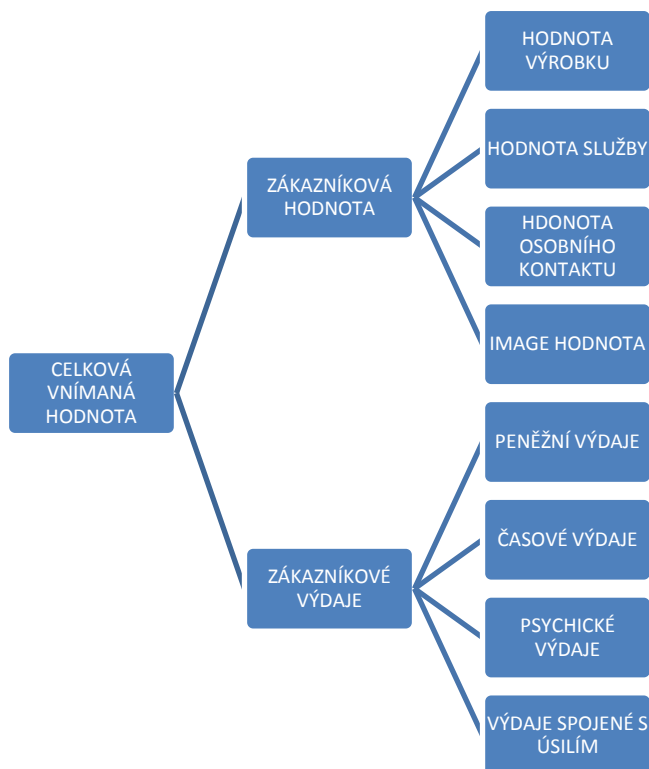 HODNOTA
VÝROBKU
HODNOTA SLUŽBY
ZÁKAZNÍKOVÁ
HODNOTA
HDONOTA
OSOBNÍHO
KONTAKTU
IMAGE HODNOTA
CELKOVÁ
VNÍMANÁ
HODNOTA
PENĚŽNÍ VÝDAJE
ČASOVÉ VÝDAJE
ZÁKAZNÍKOVÉ
VÝDAJE
PSYCHICKÉ
VÝDAJE
VÝDAJE SPOJENÉ S
ÚSILÍM